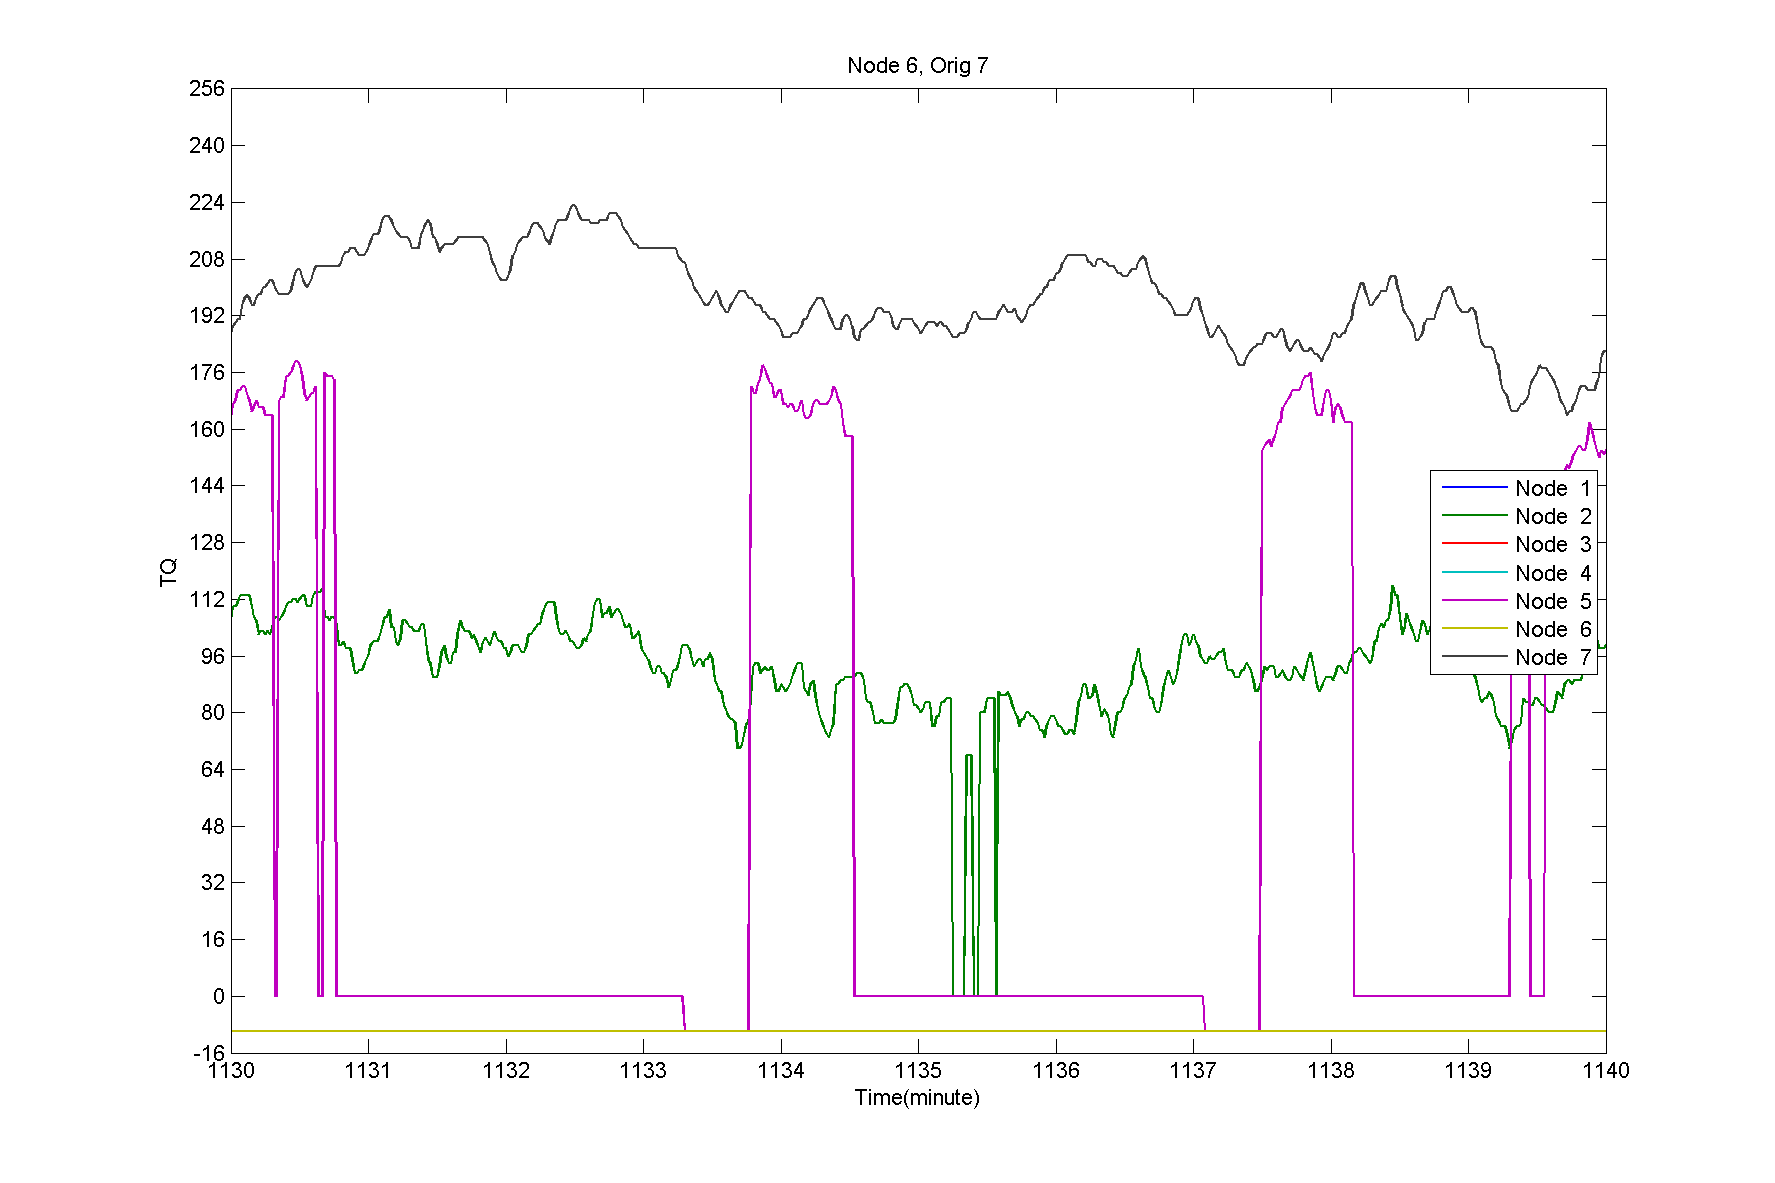 Node 6, Orig 7
256
240
224
208
192
176
160
144
128
112
96
80
64
48
32
16
0
-16
TQ
Node 1
Node 2
Node 3
Node 4
Node 5
Node 6
Node 7
1130 1131 1132 1133 1134 1135 1136 1137 1138 1139 1140
Time(minute)